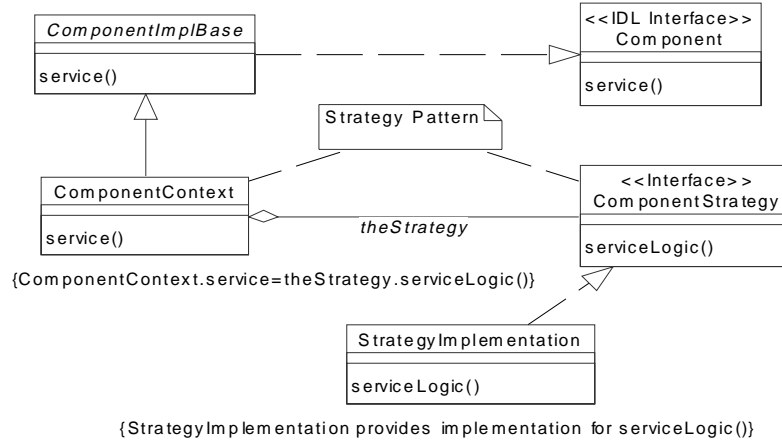 ComponentImplBase
service()
<<IDL Interface>>
Component
service()
Strategy Pattern
ComponentContext
service()
theStrategy
<<Interface>>
ComponentStrategy
serviceLogic()
{ComponentContext.service=theStrategy.serviceLogic()}
StrategyImplementation
serviceLogic()
{StrategyImplementation provides implementation for serviceLogic()}